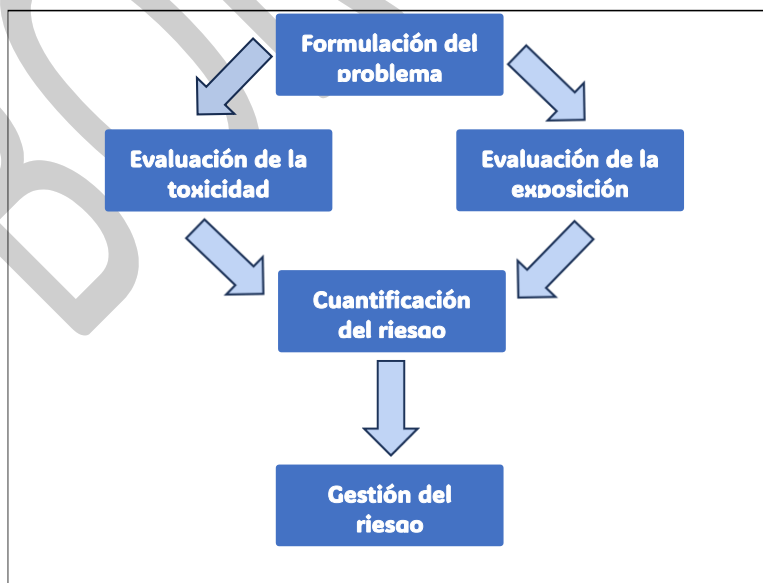 Formulación del
problema
Evaluación de la
toxicidad
Evaluación de la
exposición
Cuantificación
del riesgo
Gestión del
riesgo